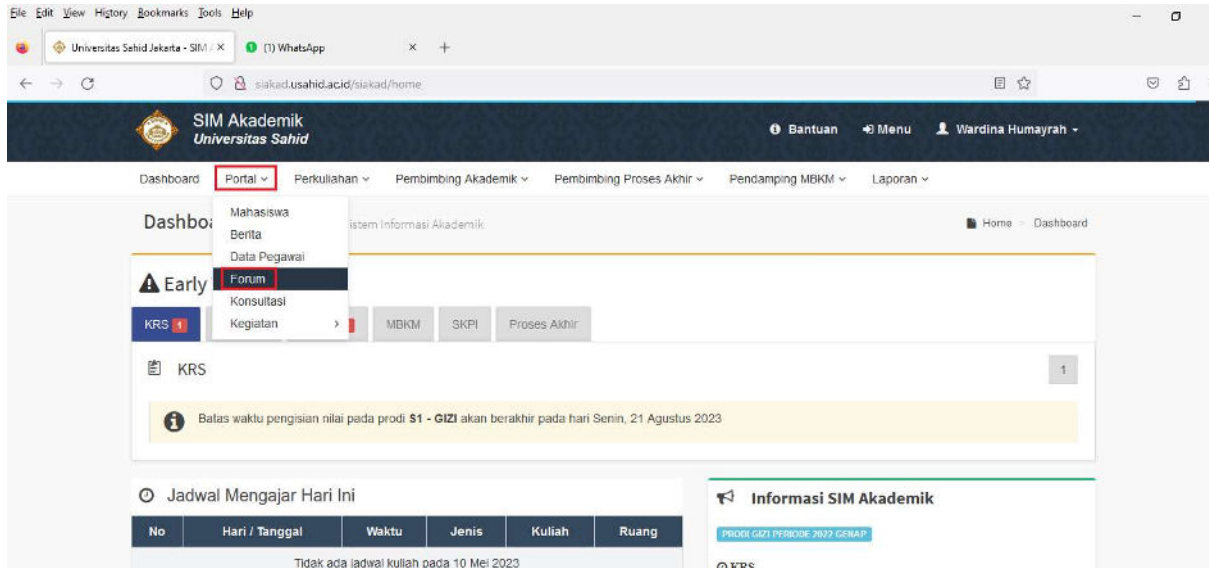 File Edit View History Bookmarks Tools Help
Universitas Sahid Jakarta - SIM A
(1) WhatsApp
siakad.usahid.ac.id/siakad/home
SIM Akademik
Universitas Sahid
Bantuan Menu Wardina Humayrah
Dashboard Portal Perkuliahan Pembimbing Akademik Pembimbing Proses Akhir Pendamping MBKM Laporan
Mahasiswa
Berita
Data Pegawai
Forum
Konsultasi
Kegiatan
Dashboa istem Informasi Akademik Home > Dashboard
Early
KRS 1 MBKM SKPI Proses Akhir
KRS 1
Batas waktu pengisian nilai pada prodi S1 - GIZI akan berakhir pada hari Senin, 21 Agustus 2023
Jadwal Mengajar Hari Ini
No Hari / Tanggal Waktu Jenis Kuliah Ruang
Tidak ada jadwal kuliah pada 10 Mei 2023
Informasi SIM Akademik
PRODI GIZI PERIODE 2022 GENAP
KRS